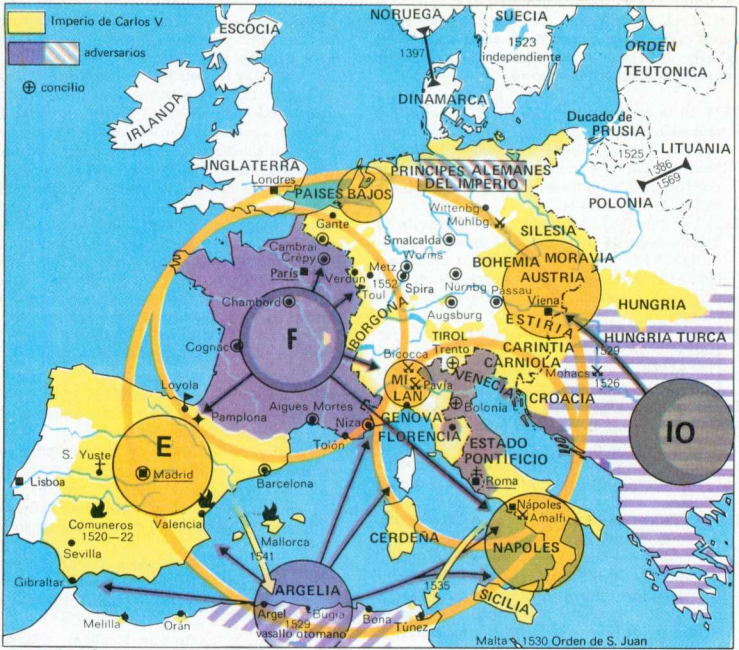 Imperio de Carlos V
adversarios
concilio
ESCOCIA
NORUEGA
1397
SUECIA
1523
independiente
ORDEN
TEUTONICA
DINAMARCA
IRLANDA
Ducado de
PRUSIA
1525
LITUANIA
1386
1569
POLONIA
INGLATERRA
Londres
PAISES BAJOS
PRINCIPES ALEMANES
DEL IMPERIO
Gante
Wittenbg
Mühlbg.
SILESIA
Cambrai
Crépy
Smalcalda
BOHEMIA
MORAVIA
París
Verdún
Metz
1552
Toul
Worms
Spira
Nürnbg
Passau
AUSTRIA
Viena
HUNGRIA
Chambord
Augsburg
ESTIRIA
BORGOÑA
F
TIROL
Trento
CARINTIA
CARNIOLA
HUNGRIA TURCA
1529
Mohacs
1526
Cognac
Bicocca
MI
LAN
Pavía
VENECIA
CROACIA
Loyola
Pamplona
Aigues Mortes
Niza
Tolón
GENOVA
FLORENCIA
Bolonia
IO
E
S. Yuste
Madrid
Lisboa
Barcelona
ESTADO
PONTIFICIO
Roma
Comuneros
1520—22
Valencia
Mallorca
Nápoles
Amalfi
Sevilla
1541
CERDEÑA
NAPOLES
Gibraltar
ARGELIA
1535
SICILIA
Melilla
Orán
Argel
Bugía
1529
vasallo otomano
Bona
Túnez
Malta 1530 Orden de S. Juan